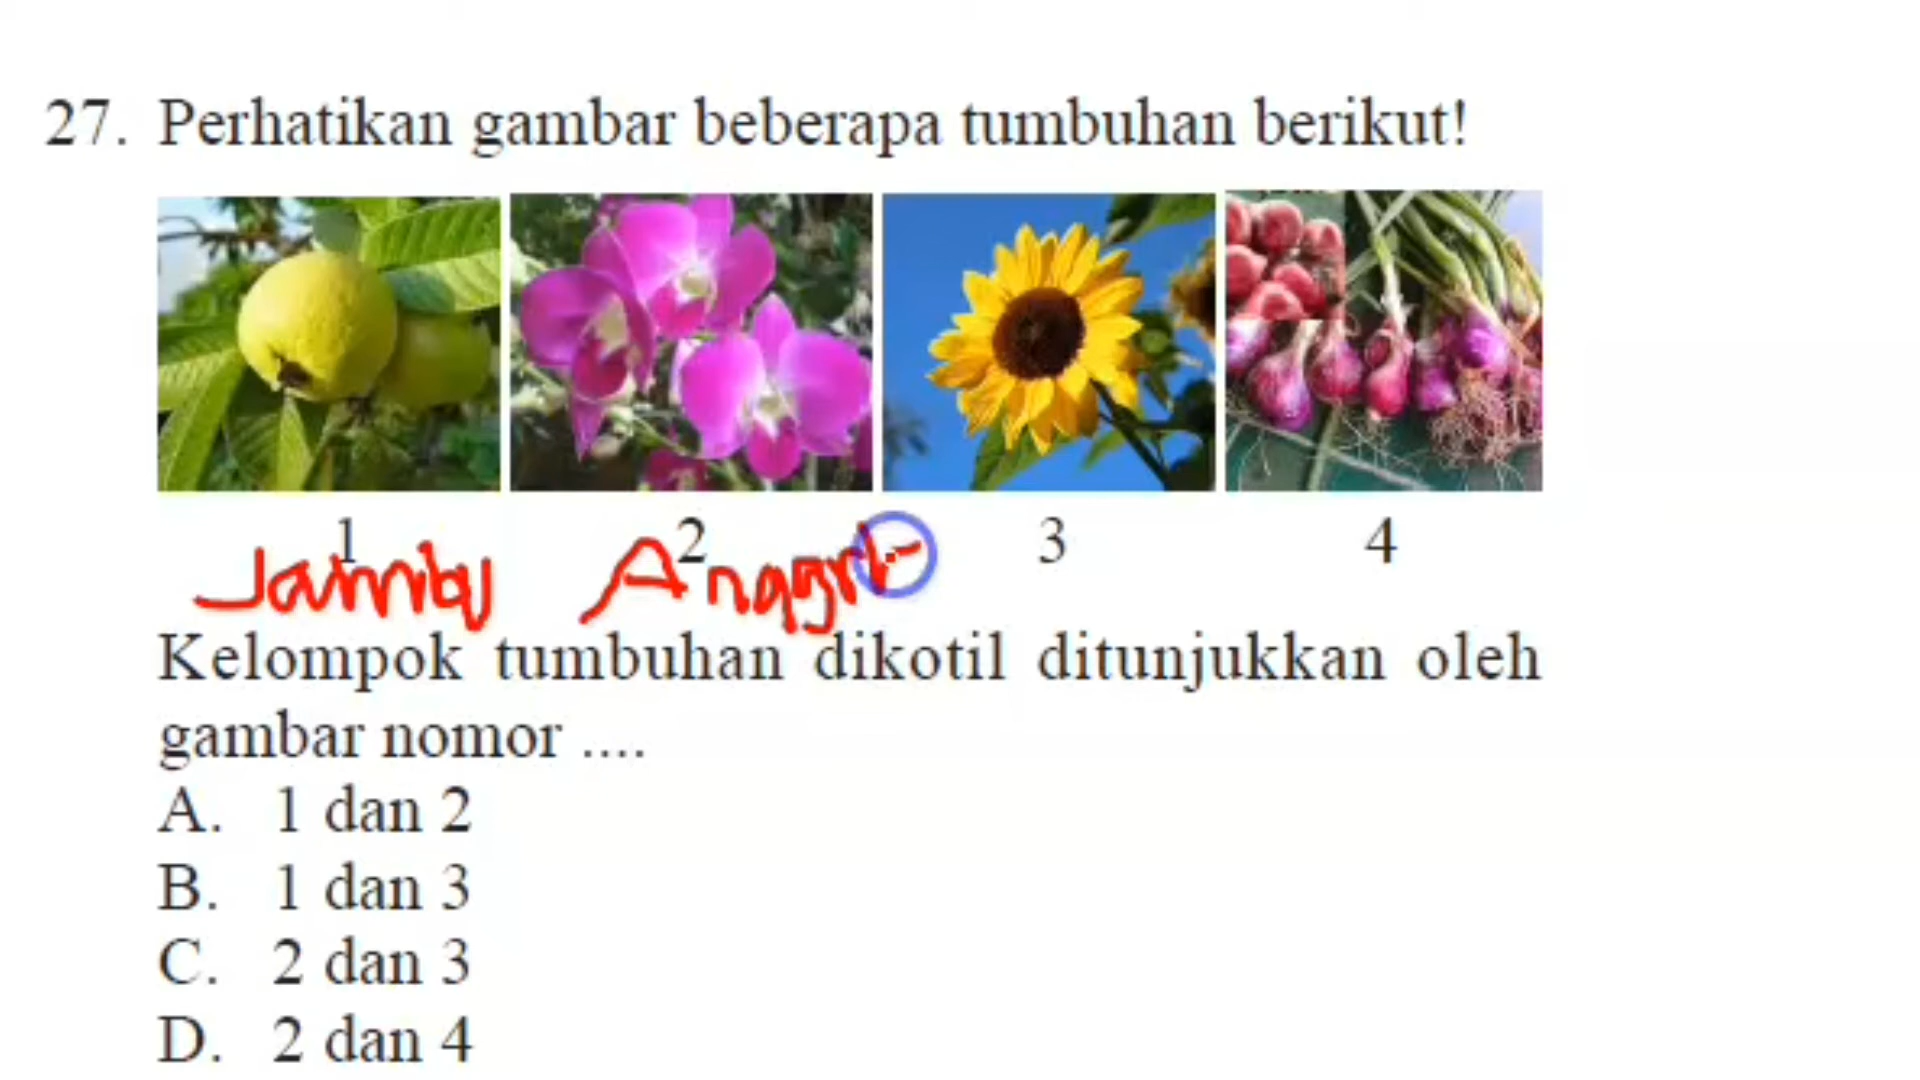 27. Perhatikan gambar beberapa tumbuhan berikut!
1 2 3 4
Jambu
Kelompok tumbuhan dikotil ditunjukkan oleh
gambar nomor ....
A. 1 dan 2
B. 1 dan 3
C. 2 dan 3
D. 2 dan 4